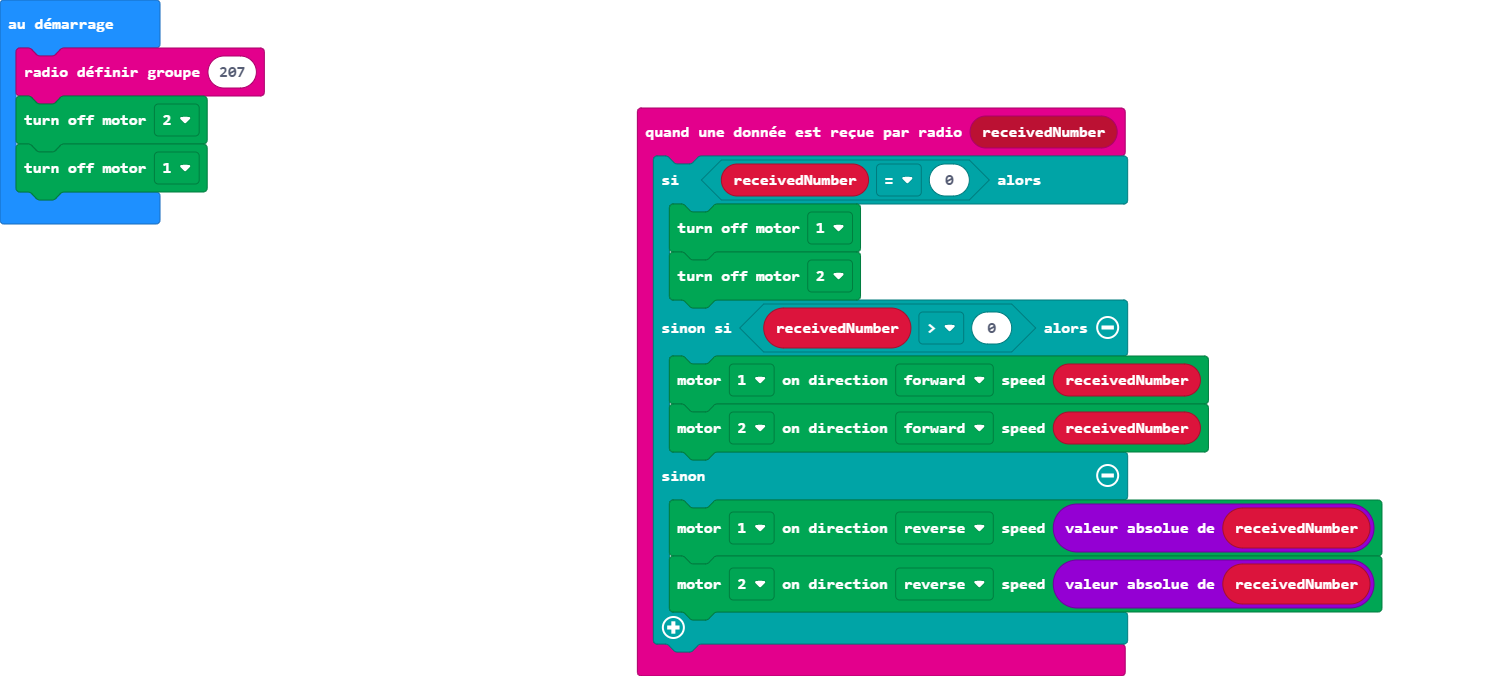 au démarrage
radio définir groupe 207
turn off motor 2
turn off motor 1
quand une donnée est reçue par radio receivedNumber
si receivedNumber = 0 alors
turn off motor 1
turn off motor 2
sinon si receivedNumber > 0 alors
motor 1 on direction forward speed receivedNumber
motor 2 on direction forward speed receivedNumber
sinon
motor 1 on direction reverse speed valeur absolue de receivedNumber
motor 2 on direction reverse speed valeur absolue de receivedNumber